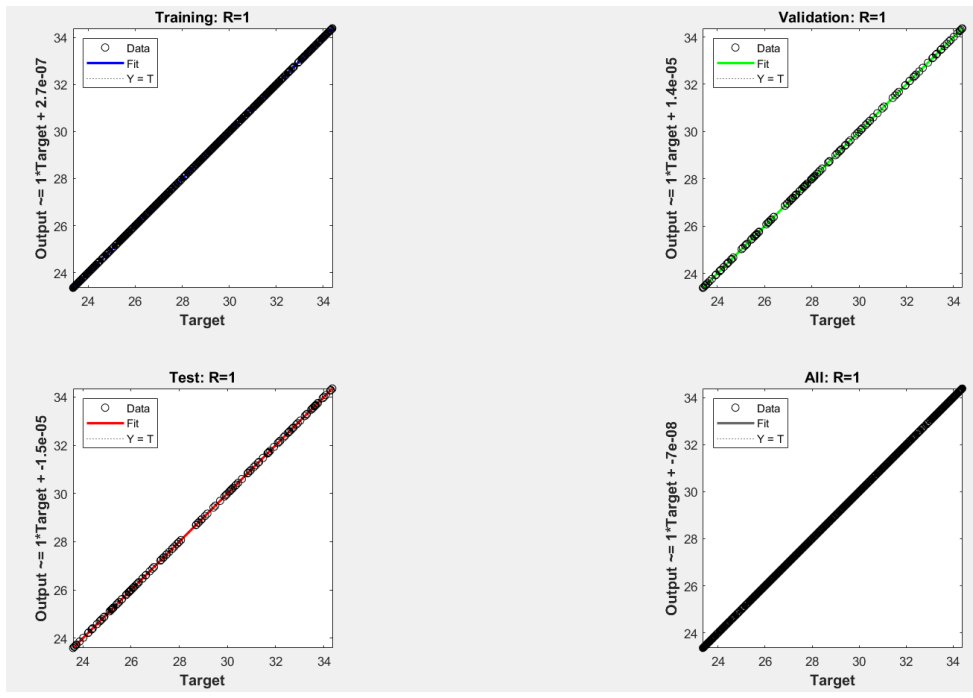 Training: R=1
Output ~= 1*Target + 2.7e-07
34
32
30
28
26
24
Data
Fit
Y = T
24 26 28 30 32 34
Target
Validation: R=1
Output ~= 1*Target + 1.4e-05
34
32
30
28
26
24
Data
Fit
Y = T
24 26 28 30 32 34
Target
Test: R=1
Output ~= 1*Target + -1.5e-05
34
32
30
28
26
24
Data
Fit
Y = T
24 26 28 30 32 34
Target
All: R=1
Output ~= 1*Target + -7e-08
34
32
30
28
26
24
Data
Fit
Y = T
24 26 28 30 32 34
Target